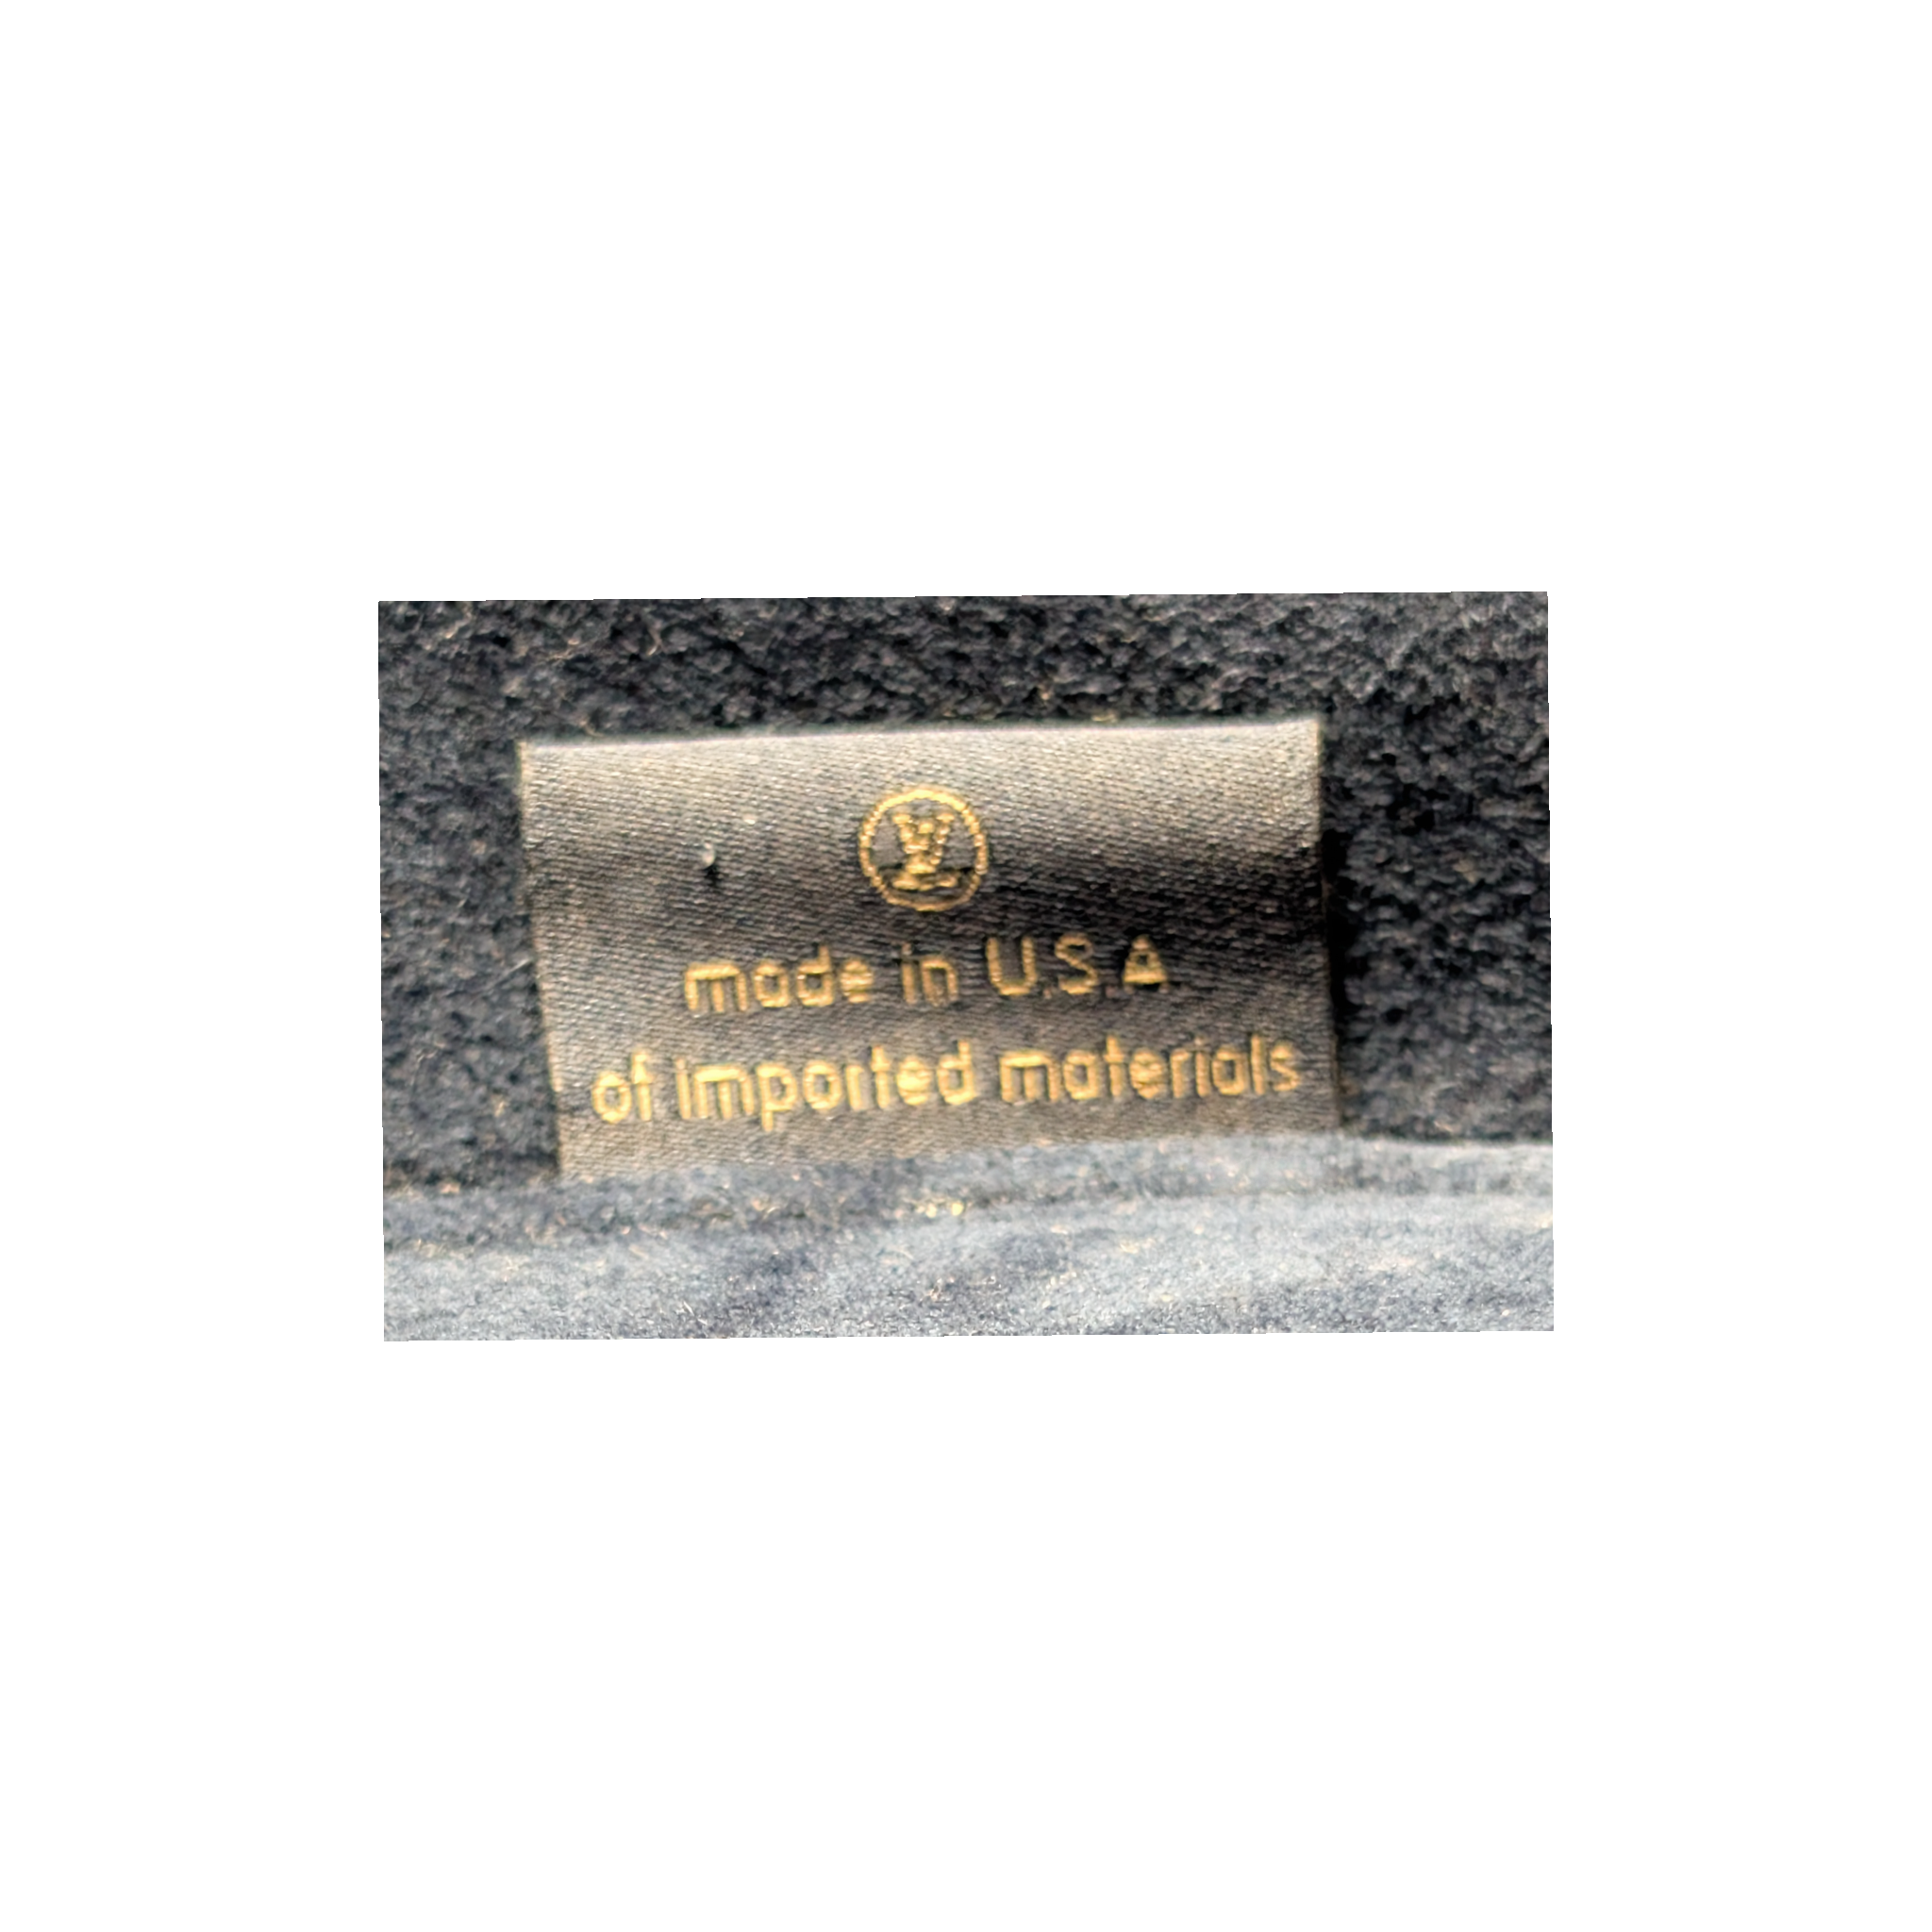 made in U.S.A.
of imported materials